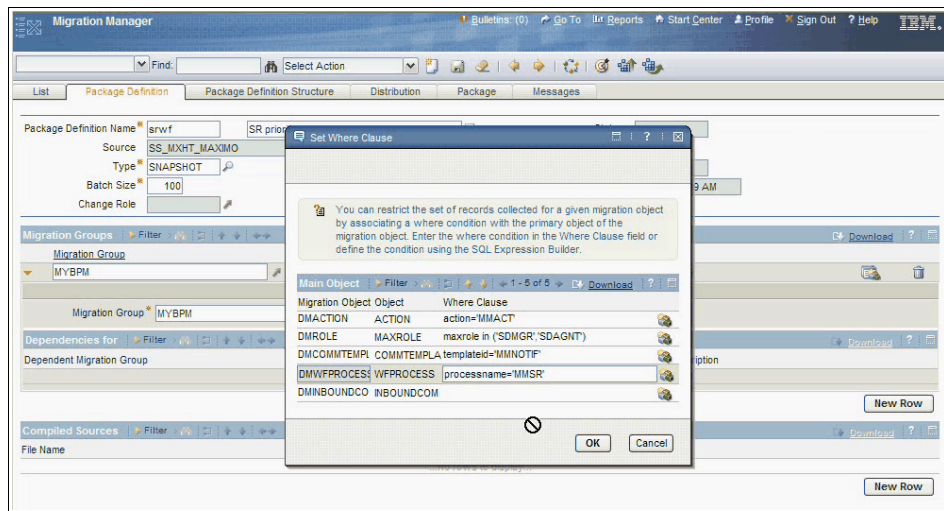 Migration Manager
Bulletins: (0) Go To Reports Start Center Profile Sign Out ? Help IBM.
Find: Select Action
List Package Definition Package Definition Structure Distribution Package Messages
Package Definition Name* srwf SR prior
Source SS_MXHT_MAXIMO
Type* SNAPSHOT
Batch Size* 100 9 AM
Change Role
Set Where Clause
You can restrict the set of records collected for a given migration object
by associating a where condition with the primary object of the
migration object. Enter the where condition in the Where Clause field or
define the condition using the SQL Expression Builder.
Migration Groups Filter Download ?
Migration Group
MYBPM
Migration Group* MYBPM
Main Object Filter 1 - 5 of 5 Download ?
Migration Object Object Where Clause
DMACTION ACTION action='MMACT'
DMROLE MAXROLE maxrole in ('SDMGR','SDAGNT')
DMCOMMTEMPL COMMTEMPLA templateid='MMNOTIF'
DMWFPROCESS WFPROCESS processname='MMSR'
DMINBOUNDCO INBOUNDCOM
OK Cancel
Dependencies for Filter Download ?
Dependent Migration Group ription
New Row
Compiled Sources Filter Download ?
File Name
New Row